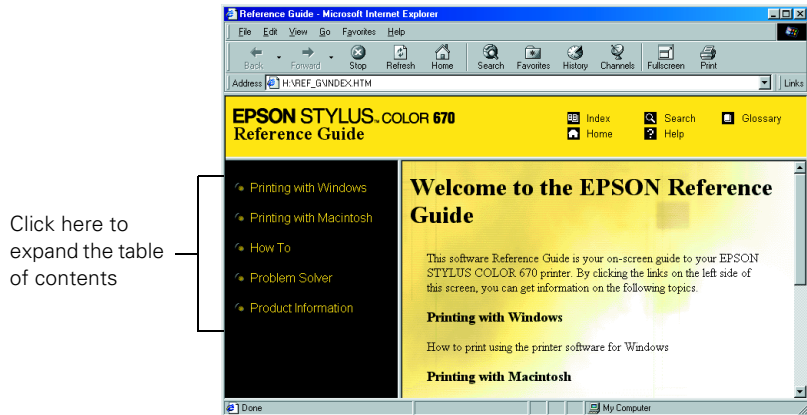 Reference Guide - Microsoft Internet Explorer
File Edit View Go Favorites Help
Back Forward Stop Refresh Home Search Favorites History Channels Fullscreen Print
Address H:\REF_G\INDEX.HTM Links
EPSON STYLUS™ COLOR 670
Reference Guide
Index Search Glossary
Home Help
Click here to
expand the table
of contents
Printing with Windows
Printing with Macintosh
How To
Problem Solver
Product Information
Welcome to the EPSON Reference
Guide
This software Reference Guide is your on-screen guide to your EPSON
STYLUS COLOR 670 printer. By clicking the links on the left side of
this screen, you can get information on the following topics.
Printing with Windows
How to print using the printer software for Windows
Printing with Macintosh
Done My Computer